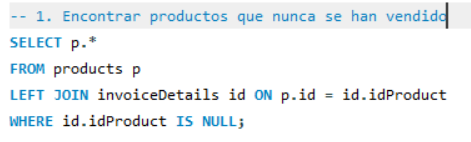 -- 1. Encontrar productos que nunca se han vendido
SELECT p.*
FROM products p
LEFT JOIN invoiceDetails id ON p.id = id.idProduct
WHERE id.idProduct IS NULL;